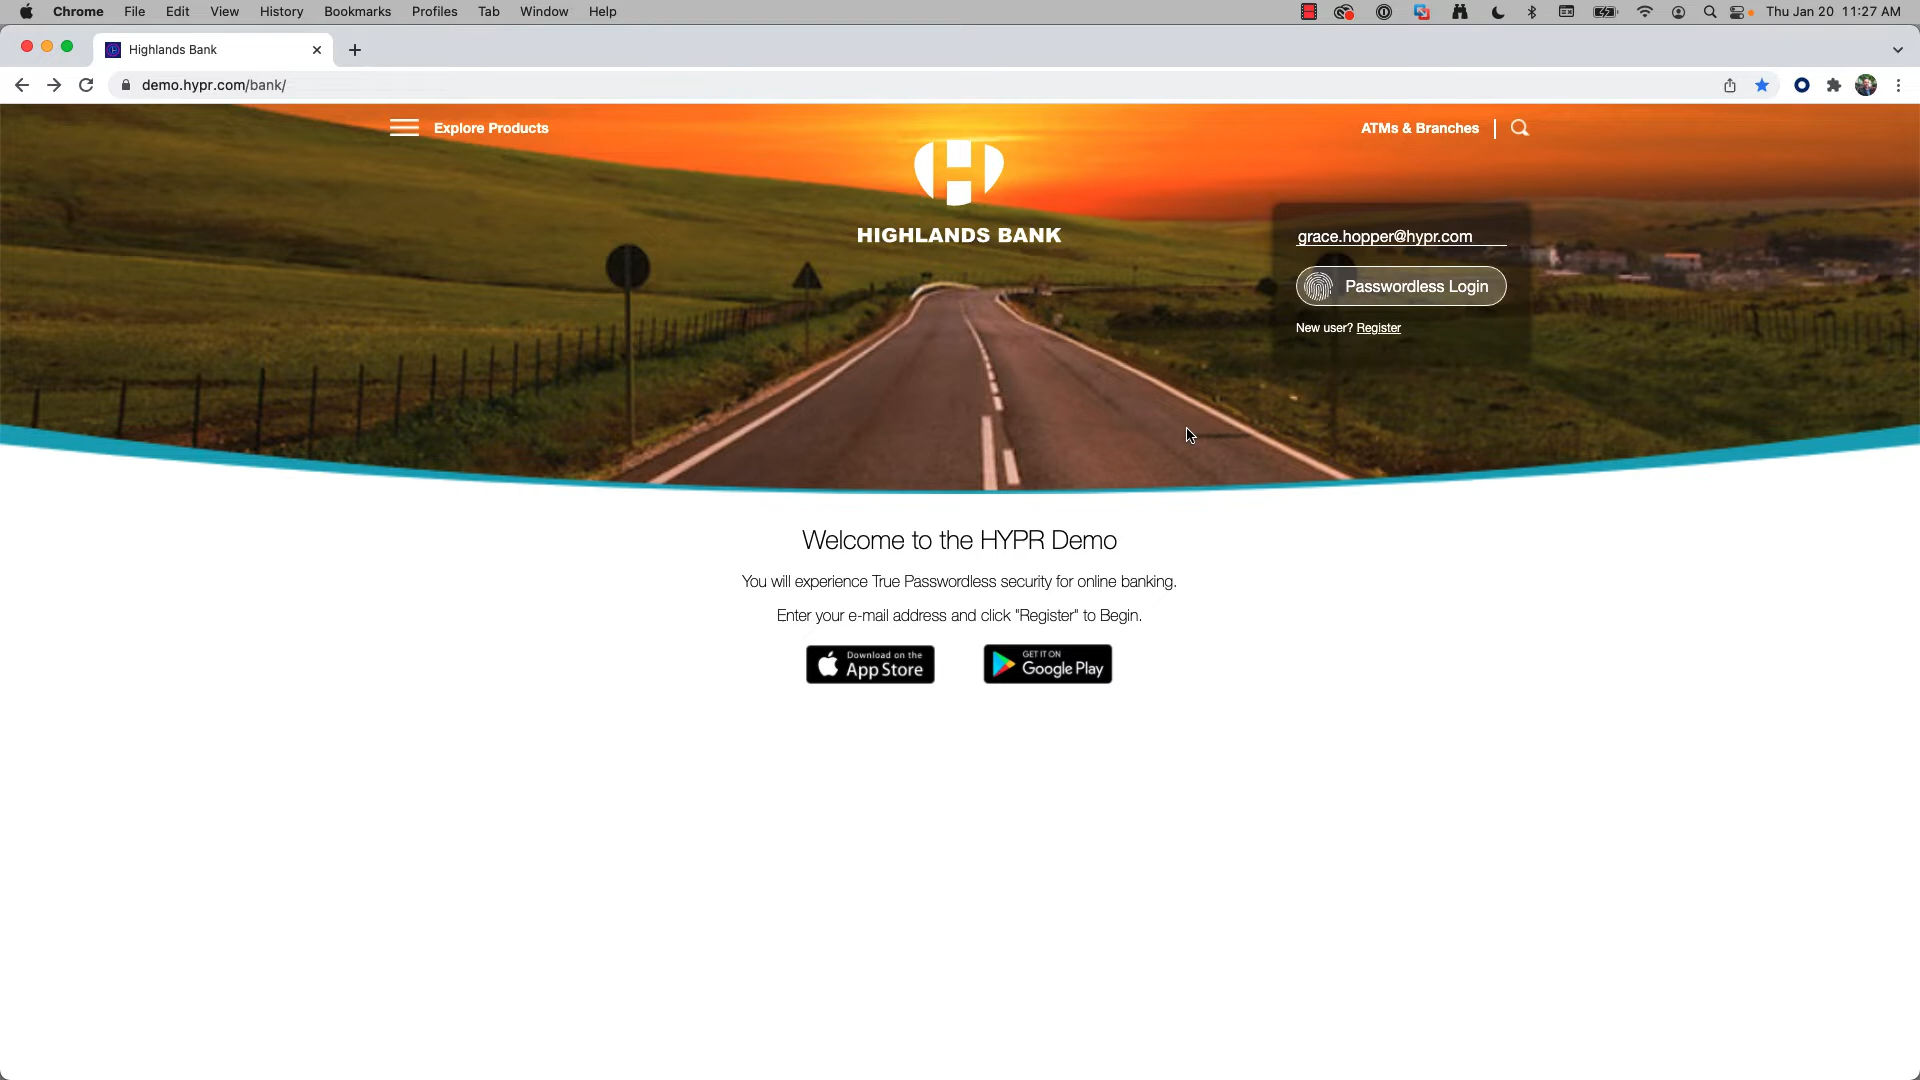 Chrome File Edit View History Bookmarks Profiles Tab Window Help
Thu Jan 20 11:27 AM
Highlands Bank
demo.hypr.com/bank/
Explore Products
ATMs & Branches
HIGHLANDS BANK
grace.hopper@hypr.com
Passwordless Login
New user? Register
Welcome to the HYPR Demo
You will experience True Passwordless security for online banking.
Enter your e-mail address and click "Register" to Begin.
Download on the
App Store
GET IT ON
Google Play